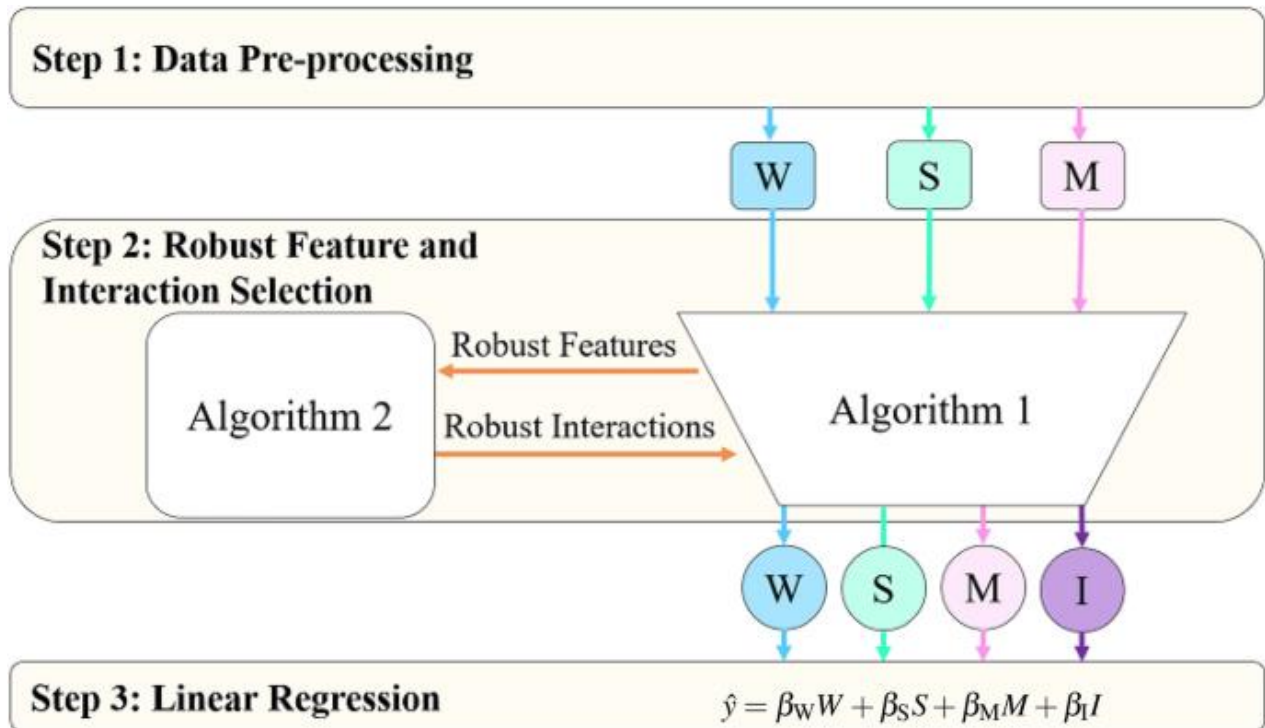 Step 1: Data Pre-processing
W S M
Step 2: Robust Feature and
Interaction Selection
Robust Features
Algorithm 2
Algorithm 1
Robust Interactions
W S M I
Step 3: Linear Regression
ŷ = β_W W + β_S S + β_M M + β_I I